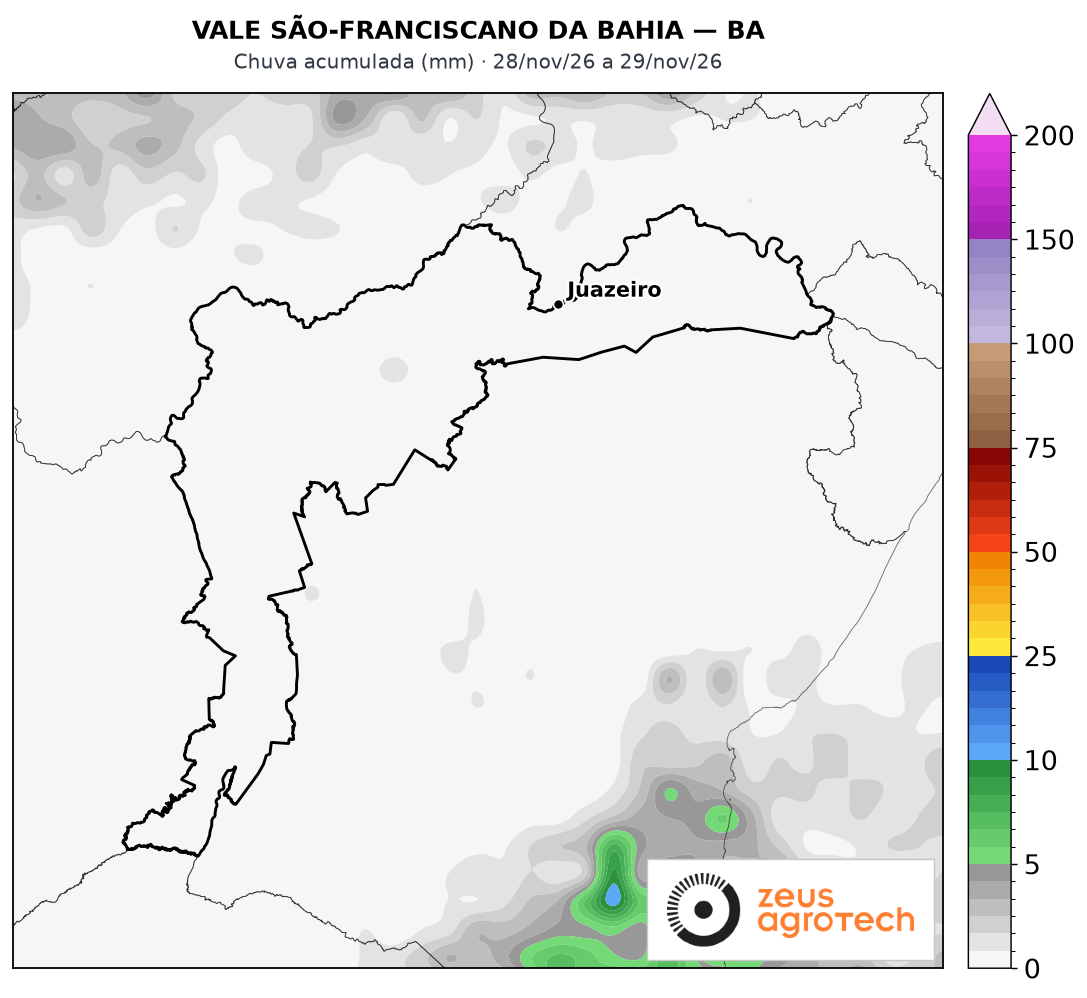 VALE SÃO-FRANCISCANO DA BAHIA — BA
Chuva acumulada (mm) · 28/nov/26 a 29/nov/26
Juazeiro
200
150
100
75
50
25
10
5
0
zeus
agrotech